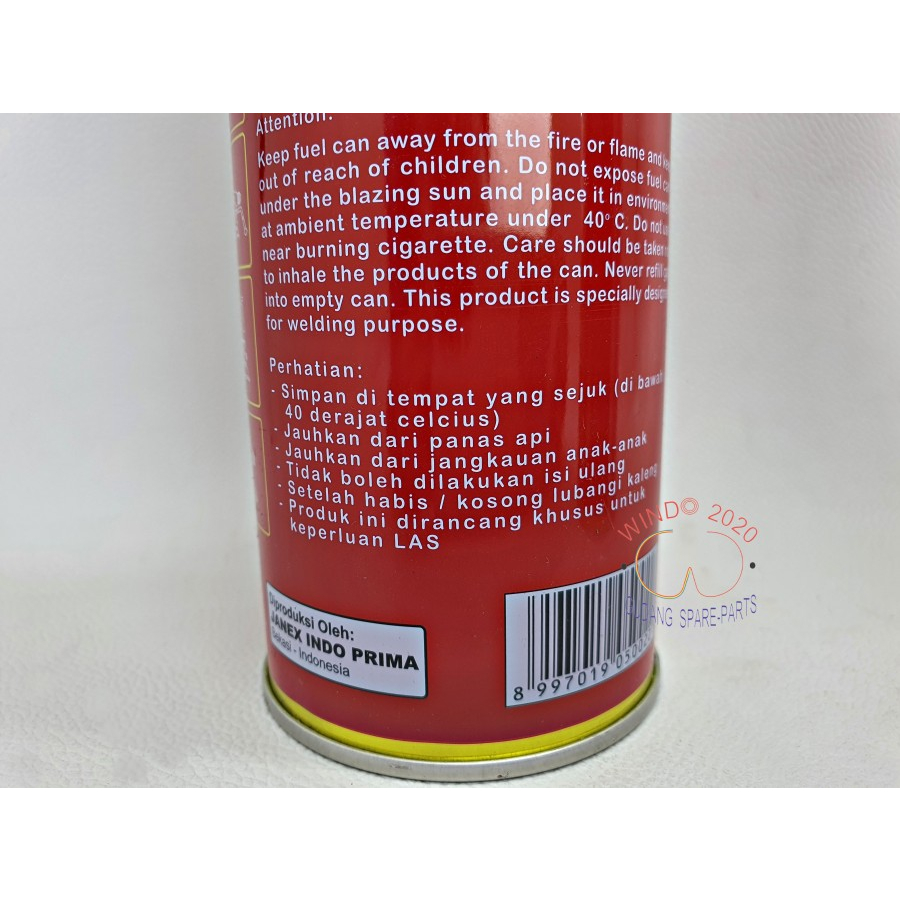 Attention:
Keep fuel can away from the fire or flame and
out of reach of children. Do not expose fuel
under the blazing sun and place it in
at ambient temperature under 40° C. Do not
near burning cigarette. Care should be taken
to inhale the products of the can. Never refill
into empty can. This product is specially
for welding purpose.
Perhatian:
- Simpan di tempat yang sejuk (di bawah
40 derajat celcius)
- Jauhkan dari panas api
- Jauhkan dari jangkauan anak-anak
- Tidak boleh dilakukan isi ulang
- Setelah habis / kosong lubangi kaleng
- Produk ini dirancang khusus untuk
keperluan LAS
Diproduksi Oleh:
JANEX INDO PRIMA
Bekasi - Indonesia
8 997019
WINDO 2020
PADANG SPARE-PARTS